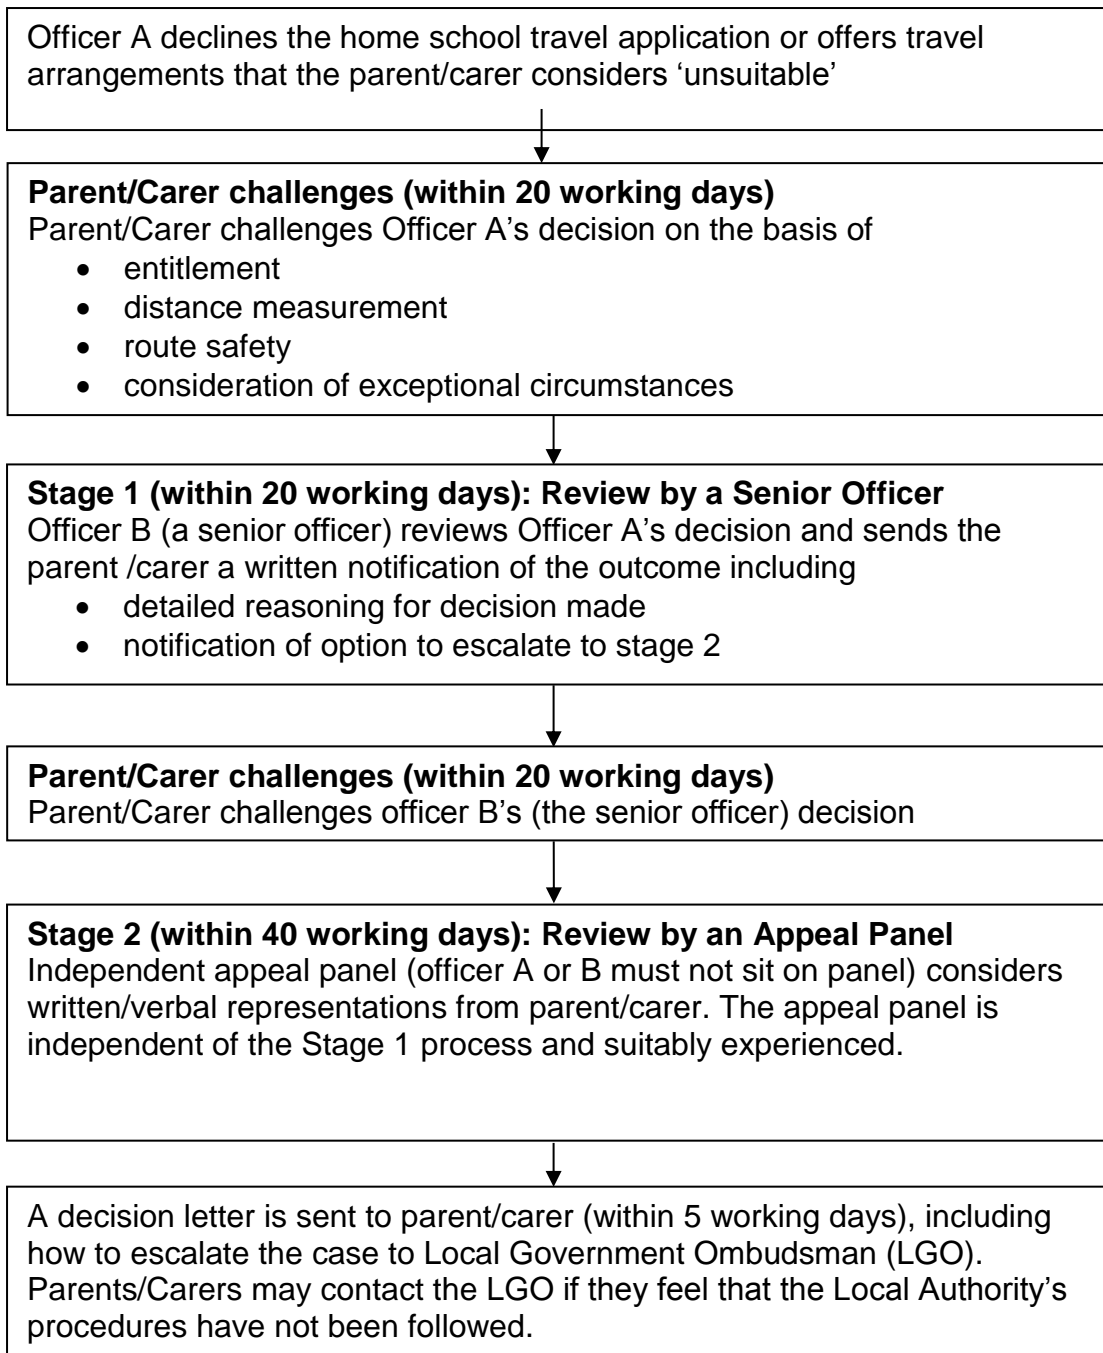 Officer A declines the home school travel application or offers travel
arrangements that the parent/carer considers ‘unsuitable’
Parent/Carer challenges (within 20 working days)
Parent/Carer challenges Officer A’s decision on the basis of
• entitlement
• distance measurement
• route safety
• consideration of exceptional circumstances
Stage 1 (within 20 working days): Review by a Senior Officer
Officer B (a senior officer) reviews Officer A’s decision and sends the
parent /carer a written notification of the outcome including
• detailed reasoning for decision made
• notification of option to escalate to stage 2
Parent/Carer challenges (within 20 working days)
Parent/Carer challenges officer B’s (the senior officer) decision
Stage 2 (within 40 working days): Review by an Appeal Panel
Independent appeal panel (officer A or B must not sit on panel) considers
written/verbal representations from parent/carer. The appeal panel is
independent of the Stage 1 process and suitably experienced.
A decision letter is sent to parent/carer (within 5 working days), including
how to escalate the case to Local Government Ombudsman (LGO).
Parents/Carers may contact the LGO if they feel that the Local Authority’s
procedures have not been followed.